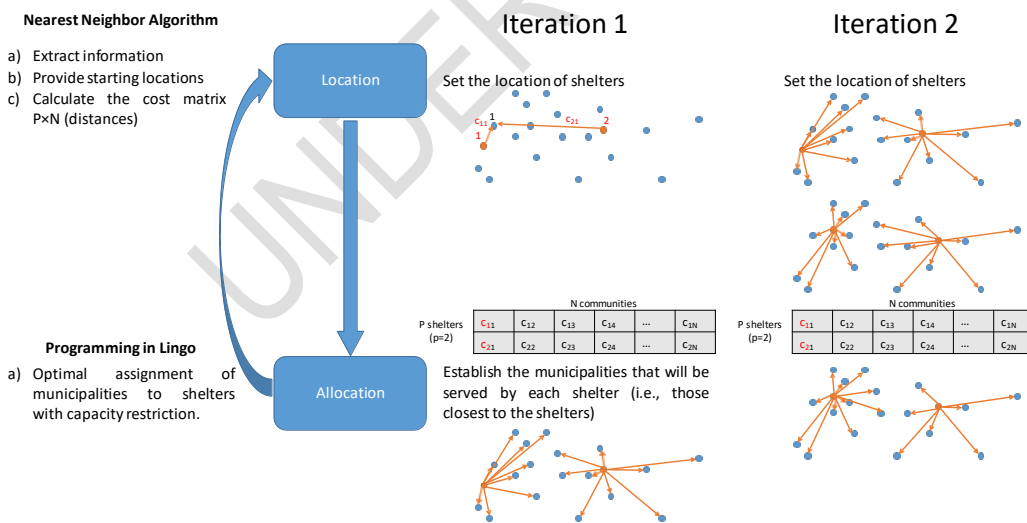 Nearest Neighbor Algorithm
a) Extract information
b) Provide starting locations
c) Calculate the cost matrix
P×N (distances)
Location
Programming in Lingo
a) Optimal assignment of
municipalities to shelters
with capacity restriction.
Allocation
UNDER
Iteration 1
Set the location of shelters
c11 1 c21 2
1
N communities
P shelters
(p=2)
c11 c12 c13 c14 ... c1N
c21 c22 c23 c24 ... c2N
Establish the municipalities that will be
served by each shelter (i.e., those
closest to the shelters)
Iteration 2
Set the location of shelters
N communities
P shelters
(p=2)
c11 c12 c13 c14 ... c1N
c21 c22 c23 c24 ... c2N